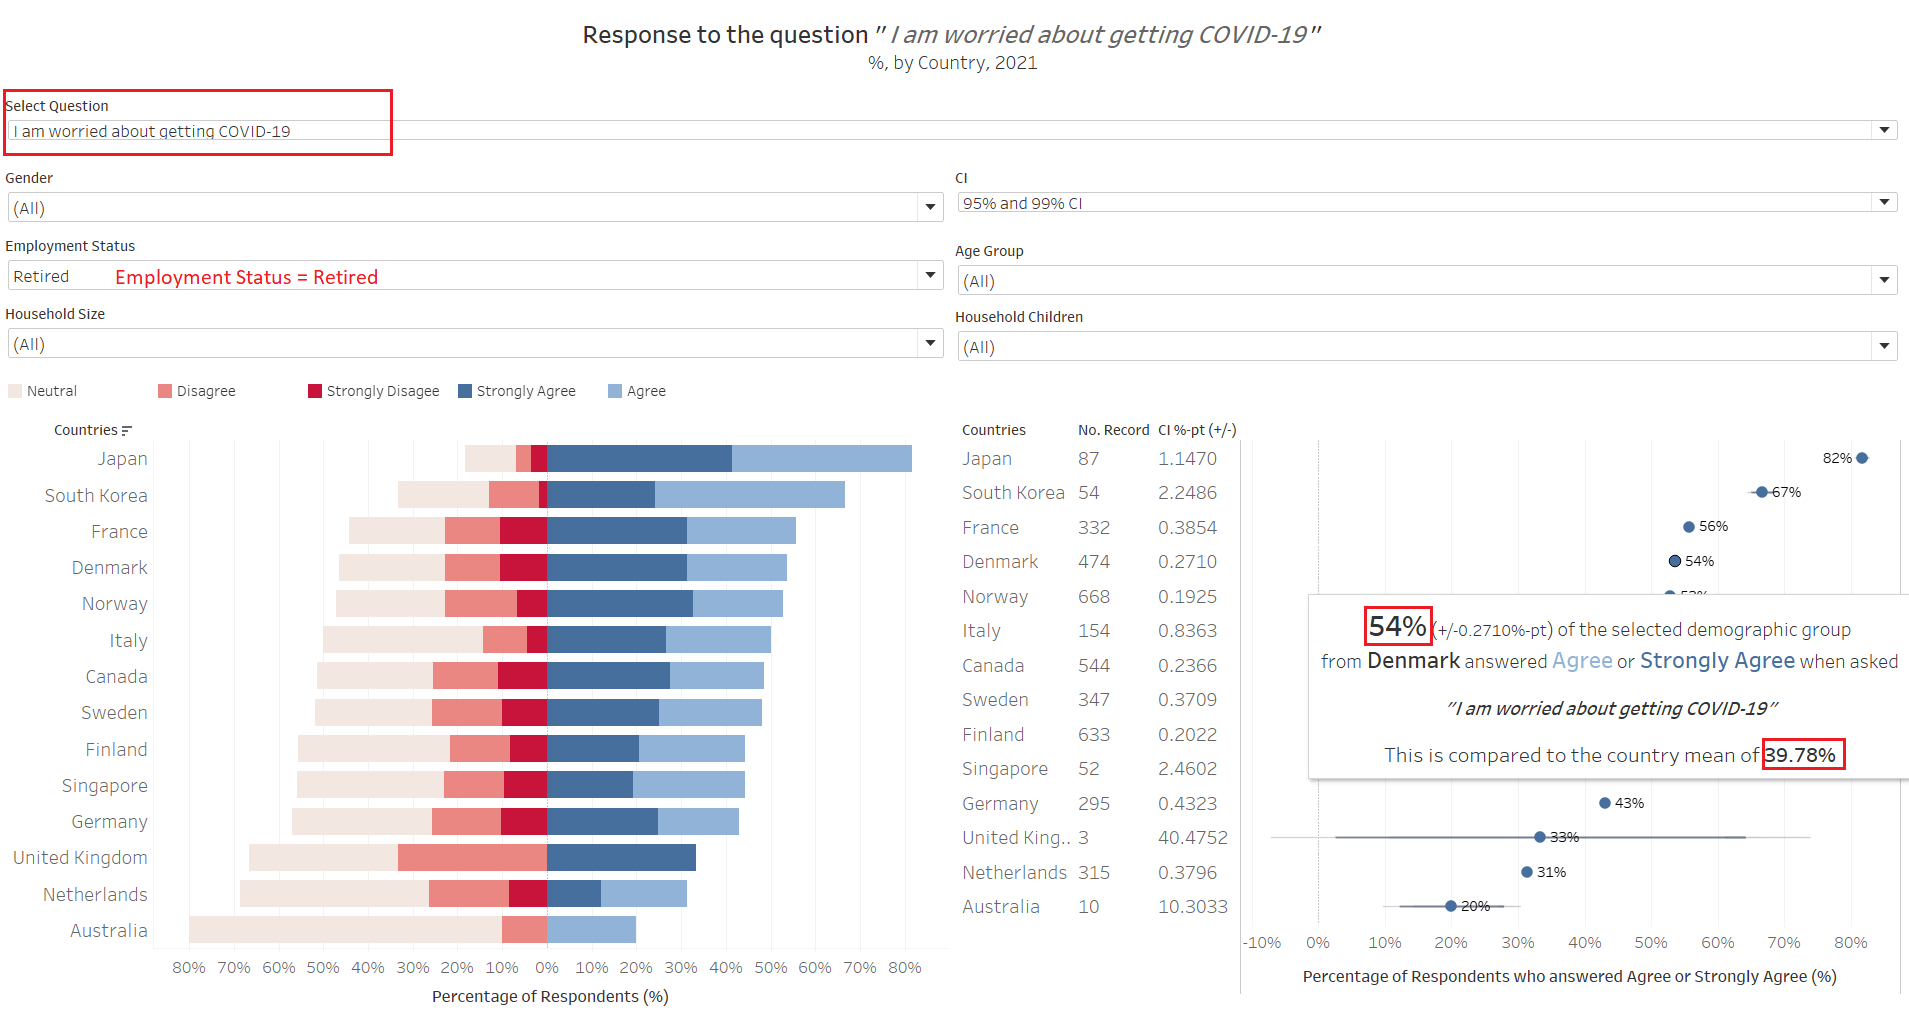 Response to the question " I am worried about getting COVID-19"
%, by Country, 2021
Select Question
I am worried about getting COVID-19
Gender
CI
(All)
95% and 99% CI
Employment Status
Age Group
Retired
Employment Status = Retired
(All)
Household Size
Household Children
(All)
(All)
Neutral
Disagree
Strongly Disagee
Strongly Agree
Agree
Countries
Japan
South Korea
France
Denmark
Norway
Italy
Canada
Sweden
Finland
Singapore
Germany
United Kingdom
Netherlands
Australia
80% 70% 60% 50% 40% 30% 20% 10% 0% 10% 20% 30% 40% 50% 60% 70% 80%
Percentage of Respondents (%)
Countries No. Record CI %-pt (+/-)
Japan 87 1.1470 82%
South Korea 54 2.2486 67%
France 332 0.3854 56%
Denmark 474 0.2710 54%
Norway 668 0.1925
Italy 154 0.8363
Canada 544 0.2366
Sweden 347 0.3709
Finland 633 0.2022
Singapore 52 2.4602
Germany 295 0.4323 43%
United King.. 3 40.4752 33%
Netherlands 315 0.3796 31%
Australia 10 10.3033 20%
54% (+/-0.2710%-pt) of the selected demographic group
from Denmark answered Agree or Strongly Agree when asked
"I am worried about getting COVID-19"
This is compared to the country mean of 39.78%
-10% 0% 10% 20% 30% 40% 50% 60% 70% 80%
Percentage of Respondents who answered Agree or Strongly Agree (%)